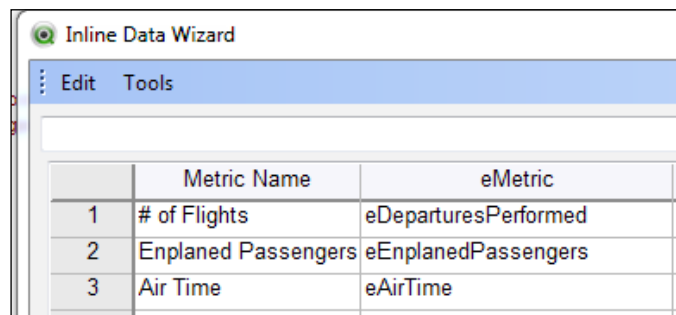 Inline Data Wizard
Edit Tools
Metric Name eMetric
1 # of Flights eDeparturesPerformed
2 Enplaned Passengers eEnplanedPassengers
3 Air Time eAirTime